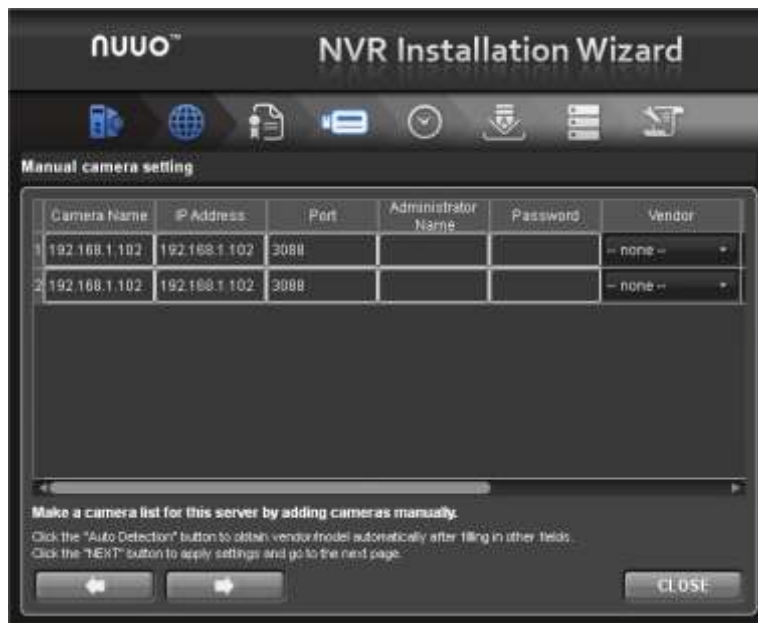 nuuo™ NVR Installation Wizard
Manual camera setting
Camera Name IP Address Port Administrator Name Password Vendor
1 192.168.1.102 192.168.1.102 3088 -- none --
2 192.168.1.102 192.168.1.102 3088 -- none --
Make a camera list for this server by adding cameras manually.
Click the "Auto Detection" button to obtain vendor/model automatically after filling in other fields.
Click the "NEXT" button to apply settings and go to the next page.
CLOSE